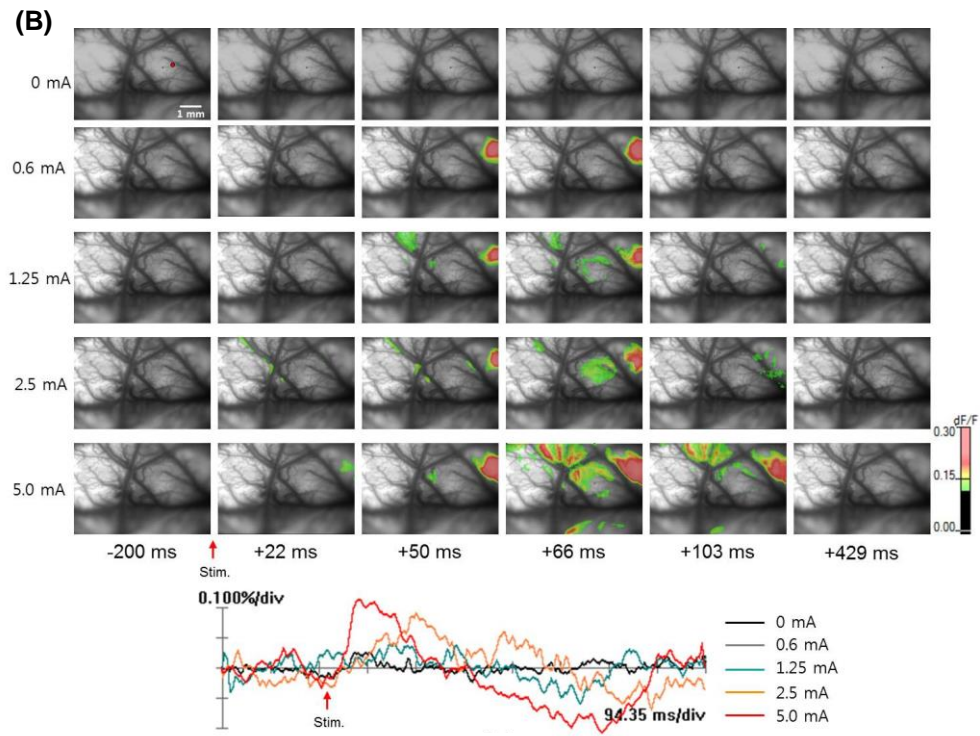 (B)
0 mA
1 mm
0.6 mA
1.25 mA
2.5 mA
5.0 mA
dF/F
0.30
0.15
0.00
-200 ms +22 ms +50 ms +66 ms +103 ms +429 ms
Stim.
0.100%/div
0 mA
0.6 mA
1.25 mA
2.5 mA
5.0 mA
94.35 ms/div
Stim.